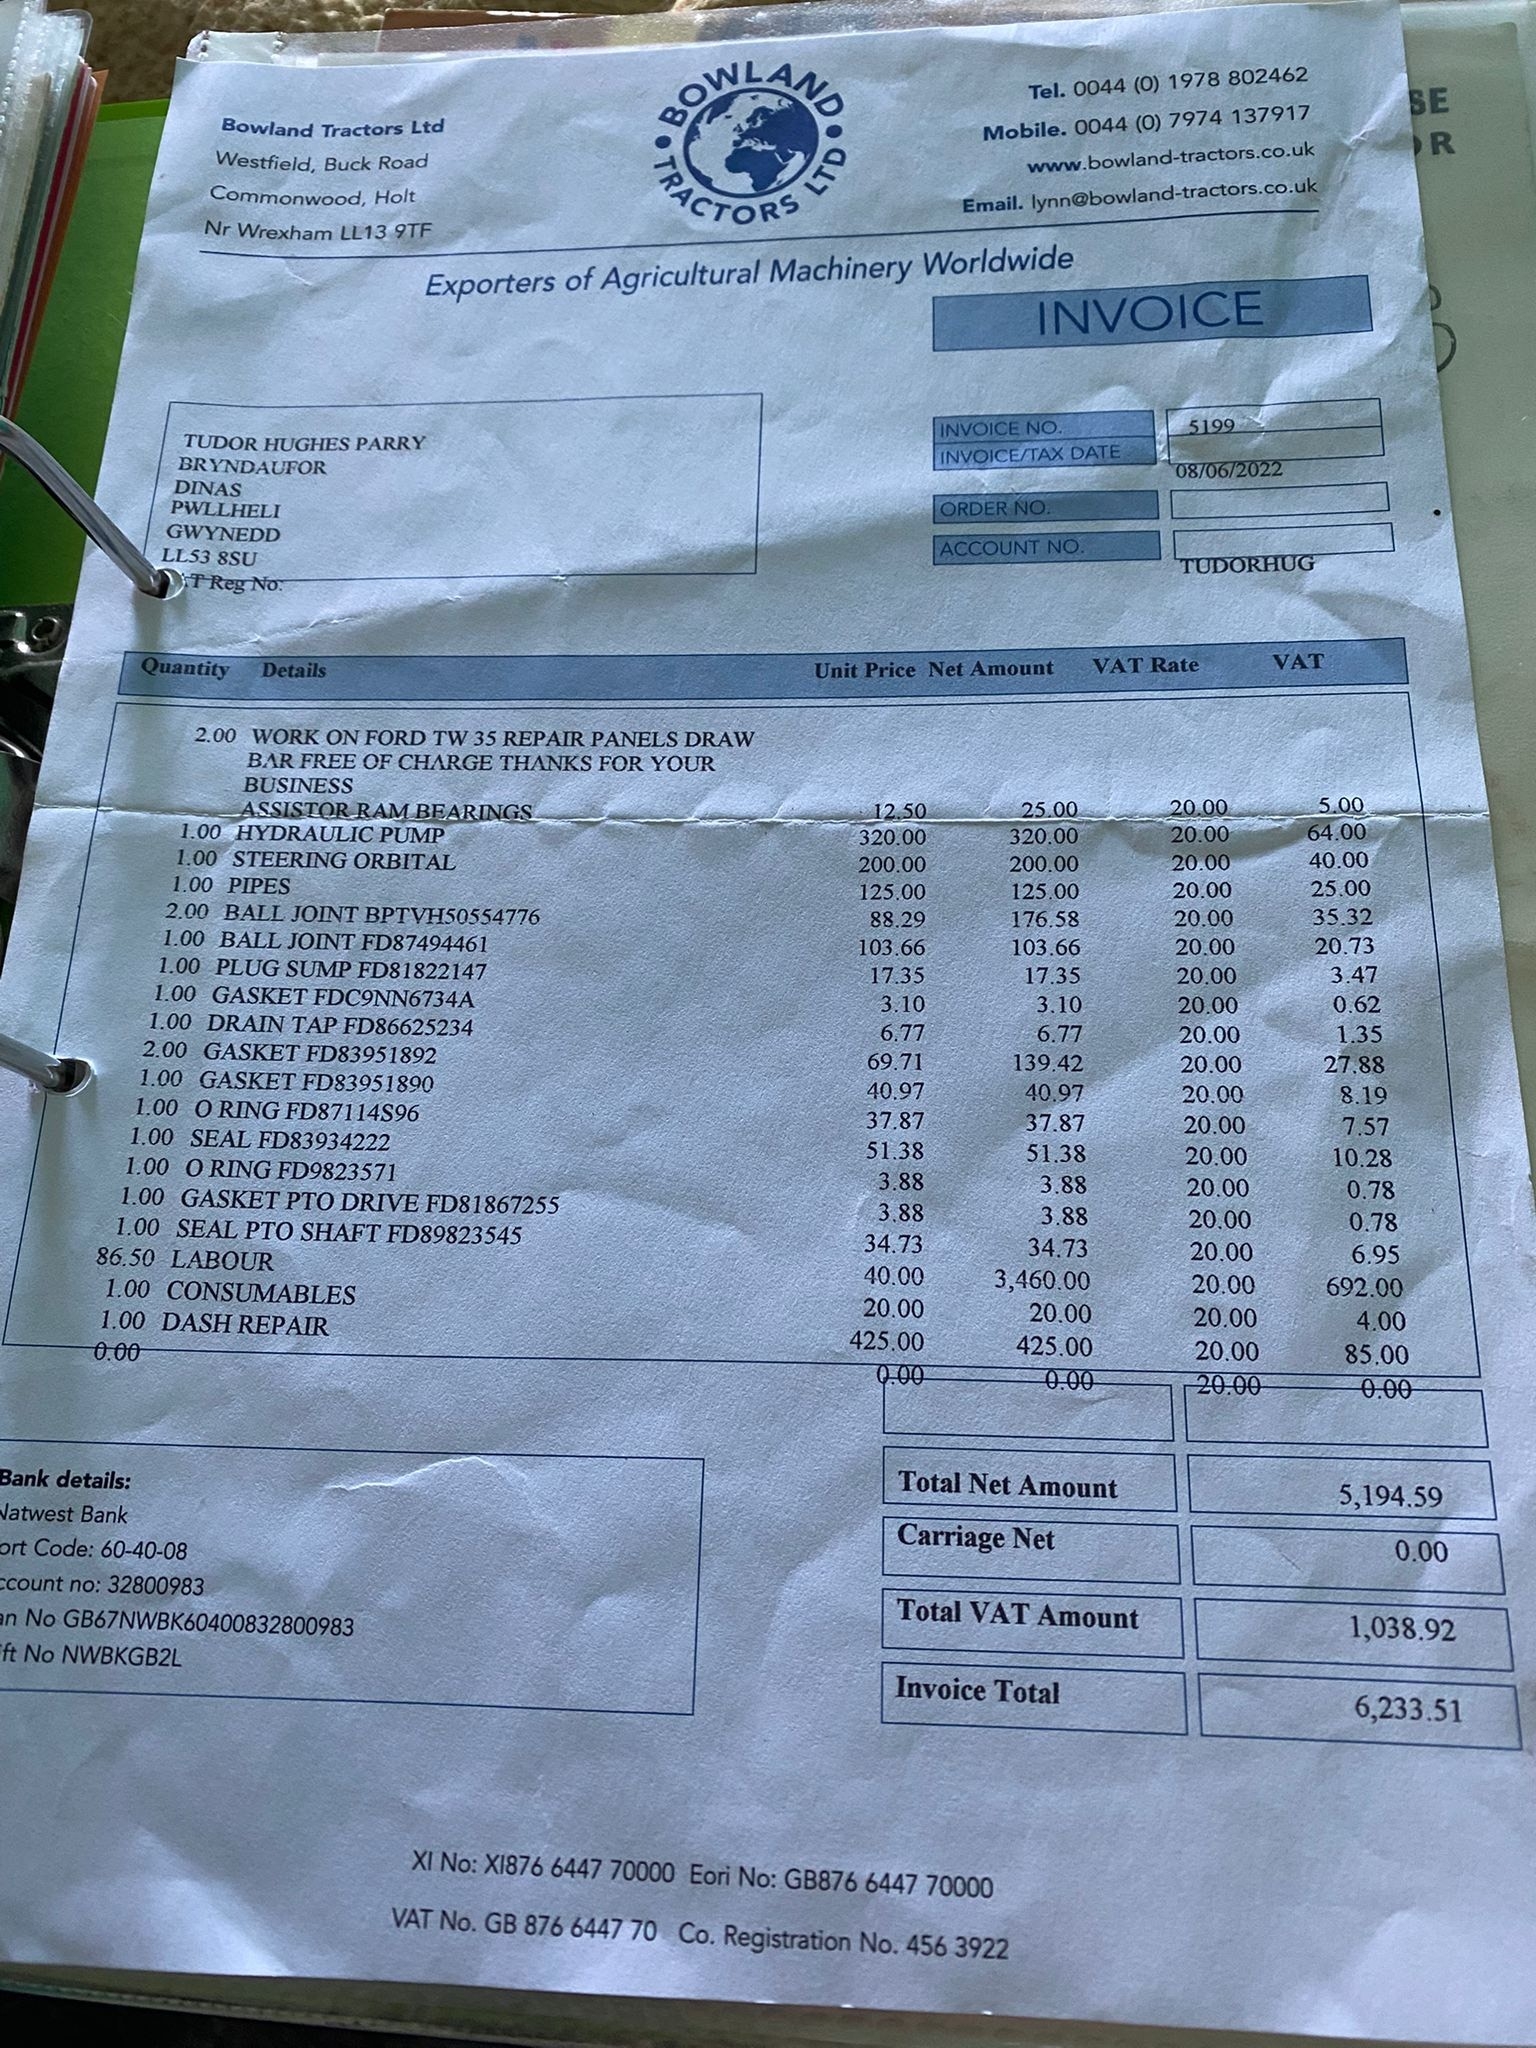 Bowland Tractors Ltd
Westfield, Buck Road
Commonwood, Holt
Nr Wrexham LL13 9TF
BOWLAND
TRACTORS LTD
Tel. 0044 (0) 1978 802462
Mobile. 0044 (0) 7974 137917
www.bowland-tractors.co.uk
Email. lynn@bowland-tractors.co.uk
SE
OR
Exporters of Agricultural Machinery Worldwide
INVOICE
TUDOR HUGHES PARRY
BRYNDAUFOR
DINAS
PWLLHELI
GWYNEDD
LL53 8SU
T Reg No:
INVOICE NO. 5199
INVOICE/TAX DATE 08/06/2022
ORDER NO.
ACCOUNT NO. TUDORHUG
Quantity Details Unit Price Net Amount VAT Rate VAT
2.00 WORK ON FORD TW 35 REPAIR PANELS DRAW
BAR FREE OF CHARGE THANKS FOR YOUR
BUSINESS
ASSISTOR RAM BEARINGS 12.50 25.00 20.00 5.00
1.00 HYDRAULIC PUMP 320.00 320.00 20.00 64.00
1.00 STEERING ORBITAL 200.00 200.00 20.00 40.00
1.00 PIPES 125.00 125.00 20.00 25.00
2.00 BALL JOINT BPTVH50554776 88.29 176.58 20.00 35.32
1.00 BALL JOINT FD87494461 103.66 103.66 20.00 20.73
1.00 PLUG SUMP FD81822147 17.35 17.35 20.00 3.47
1.00 GASKET FDC9NN6734A 3.10 3.10 20.00 0.62
1.00 DRAIN TAP FD86625234 6.77 6.77 20.00 1.35
2.00 GASKET FD83951892 69.71 139.42 20.00 27.88
1.00 GASKET FD83951890 40.97 40.97 20.00 8.19
1.00 O RING FD87114S96 37.87 37.87 20.00 7.57
1.00 SEAL FD83934222 51.38 51.38 20.00 10.28
1.00 O RING FD9823571 3.88 3.88 20.00 0.78
1.00 GASKET PTO DRIVE FD81867255 3.88 3.88 20.00 0.78
1.00 SEAL PTO SHAFT FD89823545 34.73 34.73 20.00 6.95
86.50 LABOUR 40.00 3,460.00 20.00 692.00
1.00 CONSUMABLES 20.00 20.00 20.00 4.00
1.00 DASH REPAIR 425.00 425.00 20.00 85.00
0.00 0.00 0.00 20.00 0.00
Bank details:
Natwest Bank
ort Code: 60-40-08
ccount no: 32800983
an No GB67NWBK60400832800983
ft No NWBKGB2L
Total Net Amount 5,194.59
Carriage Net 0.00
Total VAT Amount 1,038.92
Invoice Total 6,233.51
XI No: XI876 6447 70000 Eori No: GB876 6447 70000
VAT No. GB 876 6447 70 Co. Registration No. 456 3922